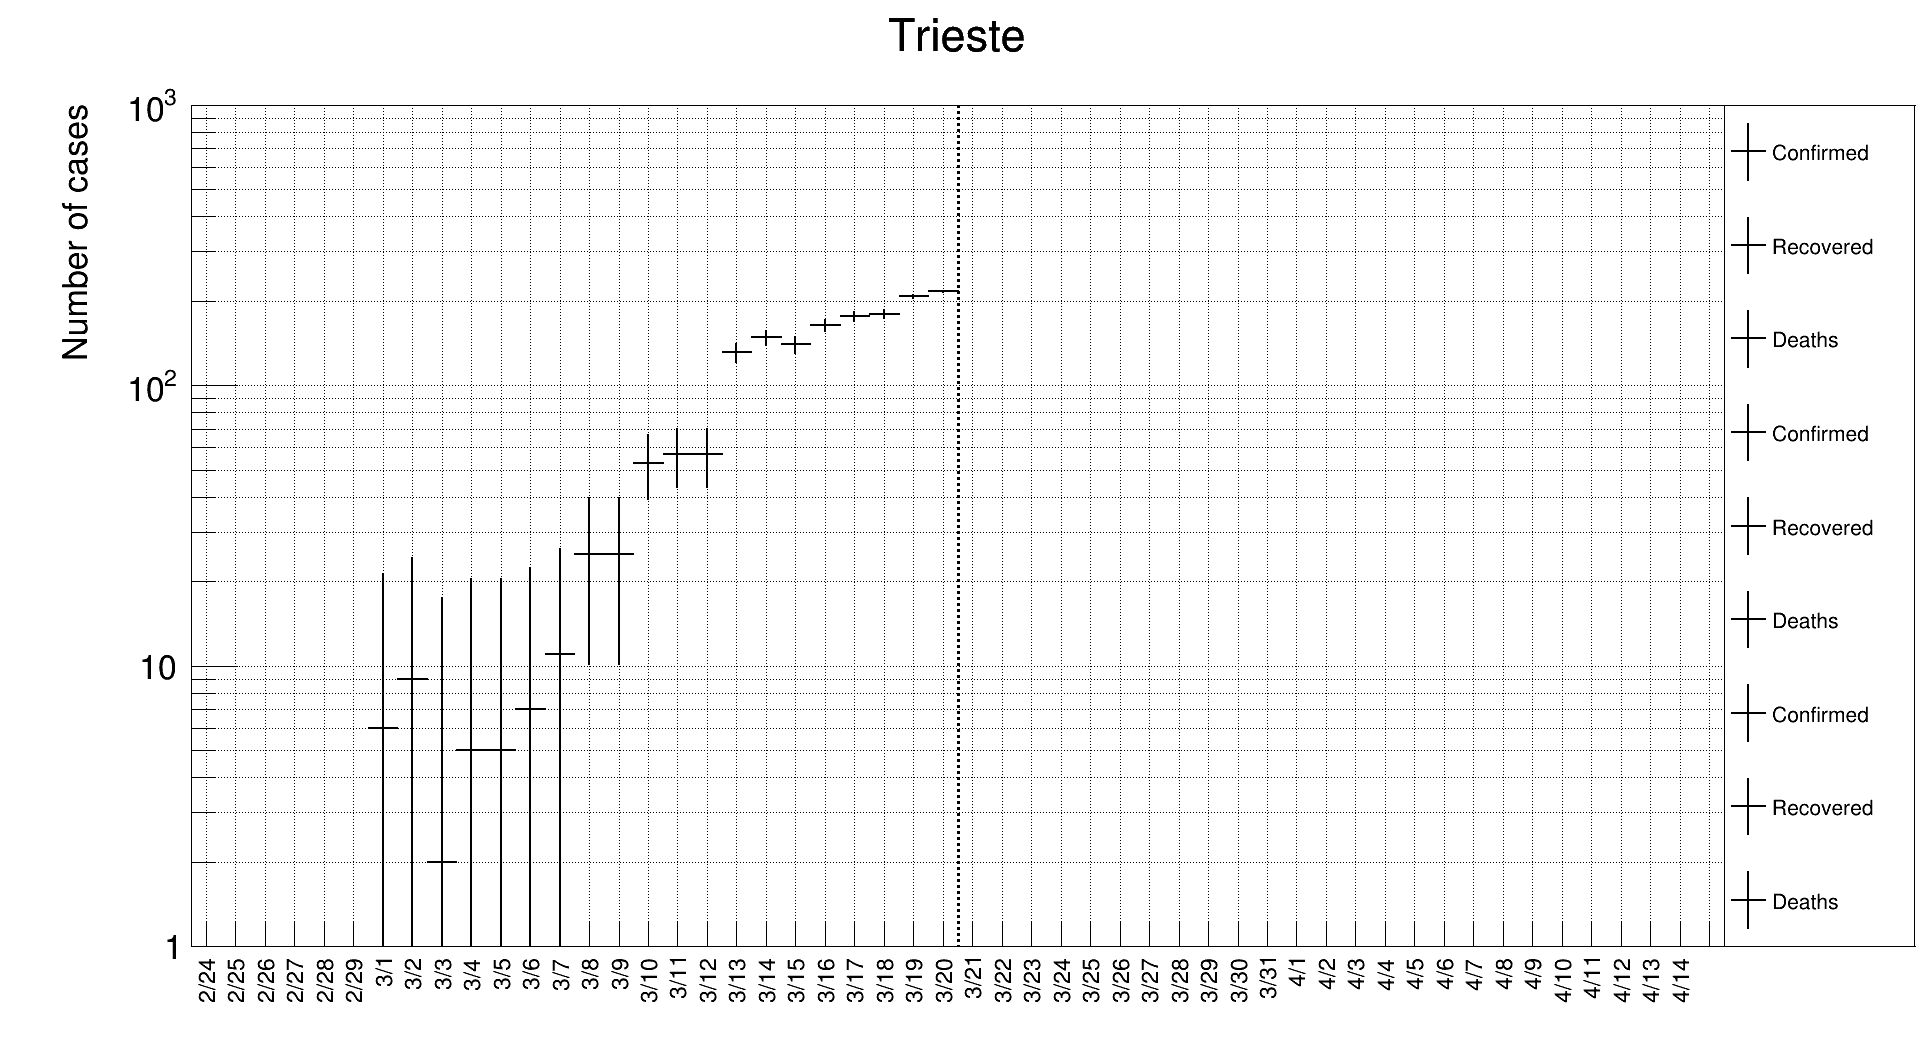 Trieste
Number of cases
10³
10²
10
1
2/24 2/25 2/26 2/27 2/28 2/29 3/1 3/2 3/3 3/4 3/5 3/6 3/7 3/8 3/9 3/10 3/11 3/12 3/13 3/14 3/15 3/16 3/17 3/18 3/19 3/20 3/21 3/22 3/23 3/24 3/25 3/26 3/27 3/28 3/29 3/30 3/31 4/1 4/2 4/3 4/4 4/5 4/6 4/7 4/8 4/9 4/10 4/11 4/12 4/13 4/14
Confirmed
Recovered
Deaths
Confirmed
Recovered
Deaths
Confirmed
Recovered
Deaths